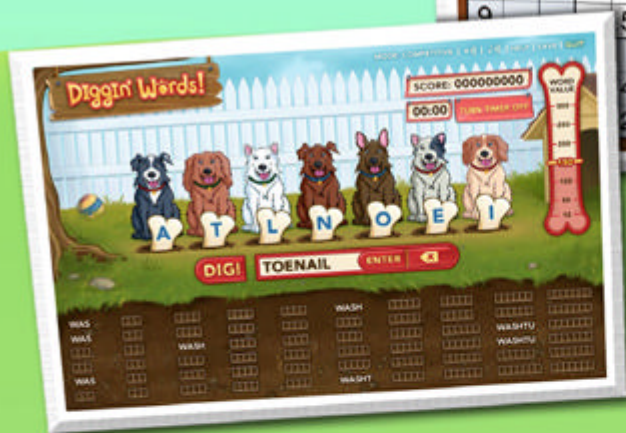 9
Diggin' Words!
SCORE: 000000000
00:00
TURN TIMER OFF
WORD
VALUE
A T L N O E I
DIG!
TOENAIL
ENTER
WAS
WASH
WAS
WASH
WASHTU
WASHTU
WAS
WASHT